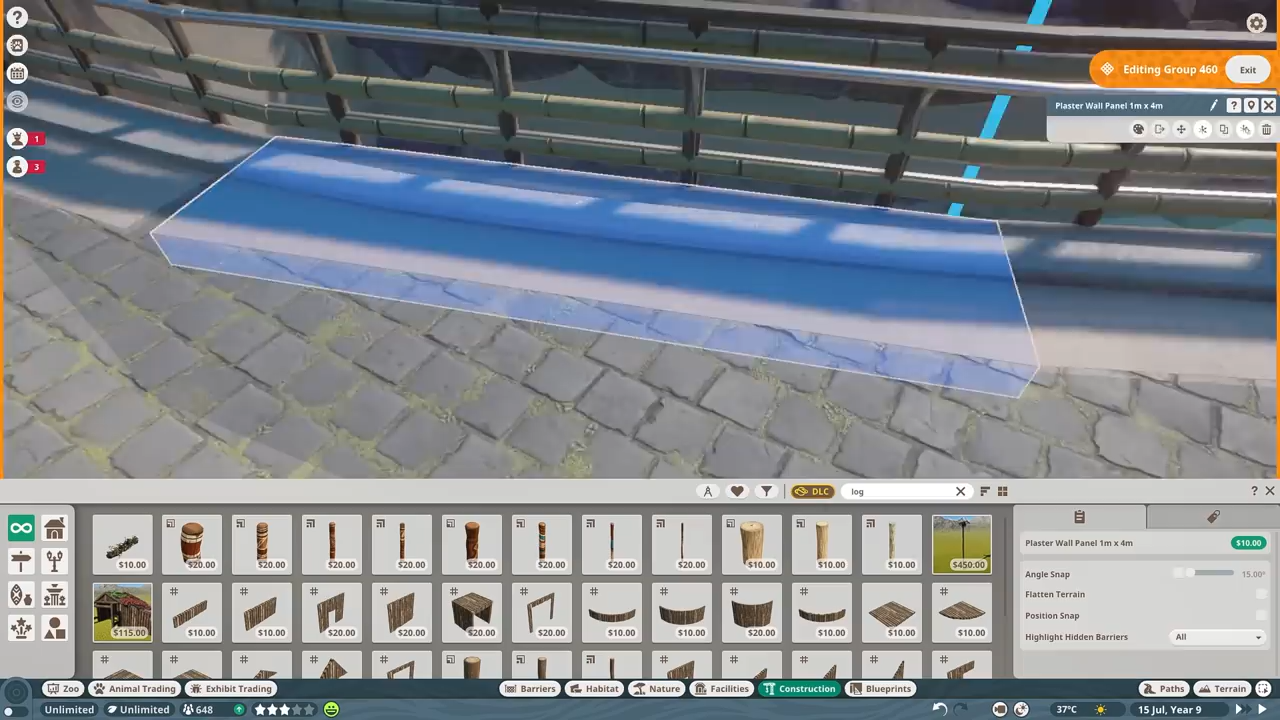 ?
Editing Group 460
Exit
Plaster Wall Panel 1m x 4m
?
1
3
DLC
log
?
$10.00
$20.00
$20.00
$20.00
$20.00
$20.00
$20.00
$20.00
$20.00
$10.00
$10.00
$10.00
$450.00
$115.00
$10.00
$10.00
$20.00
$20.00
$20.00
$20.00
$10.00
$10.00
$20.00
$10.00
$10.00
$10.00
Plaster Wall Panel 1m x 4m
$10.00
Angle Snap
15.00°
Flatten Terrain
Position Snap
Highlight Hidden Barriers
All
Zoo
Animal Trading
Exhibit Trading
Barriers
Habitat
Nature
Facilities
Construction
Blueprints
Paths
Terrain
Unlimited
Unlimited
648
37°C
15 Jul, Year 9